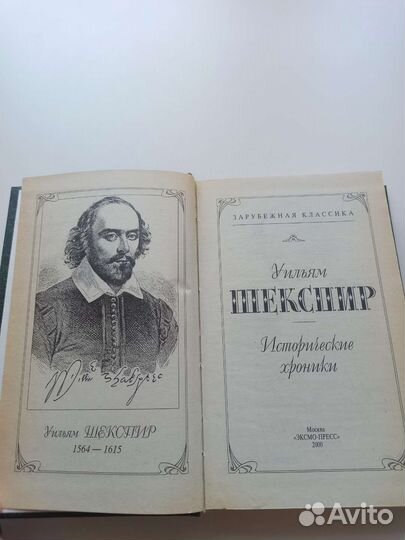 Уильям ШЕКСПИР
1564 — 1615
ЗАРУБЕЖНАЯ КЛАССИКА
Уильям
ШЕКСПИР
Исторические
хроники
Москва
«ЭКСМО-ПРЕСС»
2000
Avito